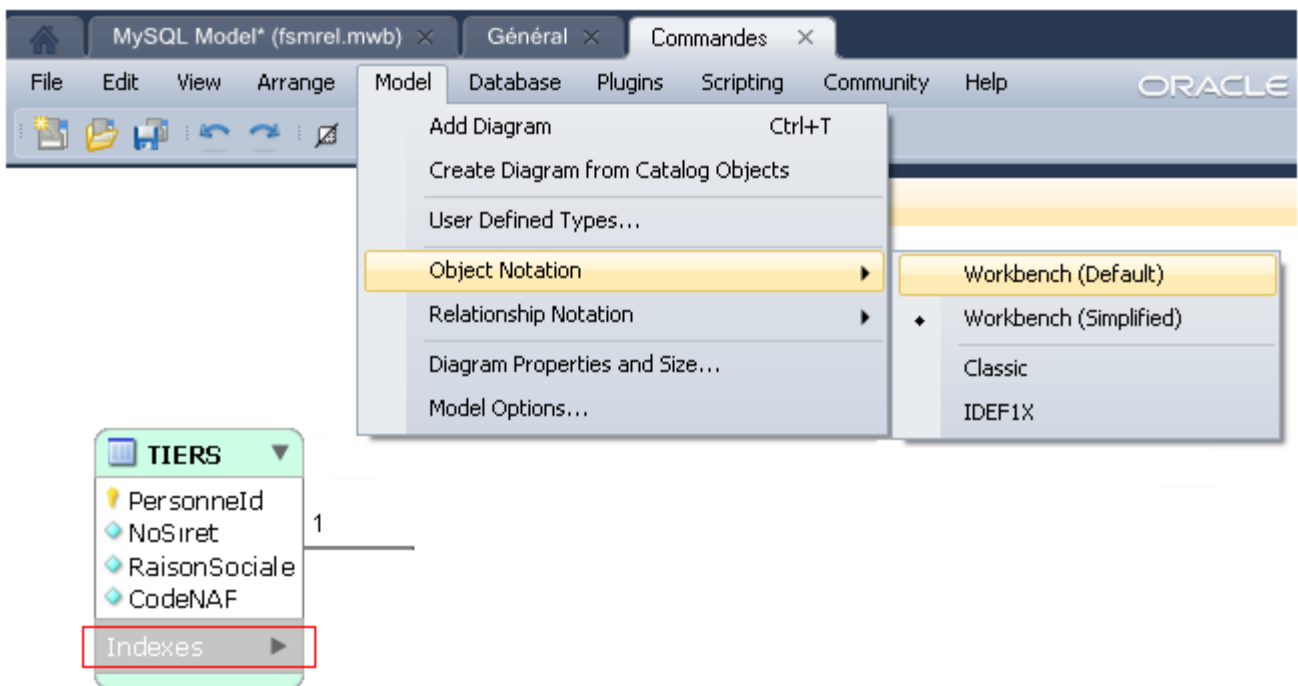 MySQL Model* (fsmrel.mwb) × Général × Commandes ×
File Edit View Arrange Model Database Plugins Scripting Community Help ORACLE
Add Diagram Ctrl+T
Create Diagram from Catalog Objects
User Defined Types...
Object Notation
Relationship Notation
Diagram Properties and Size...
Model Options...
Workbench (Default)
Workbench (Simplified)
Classic
IDEF1X
TIERS
PersonneId
NoSiret
RaisonSociale
CodeNAF
Indexes
1